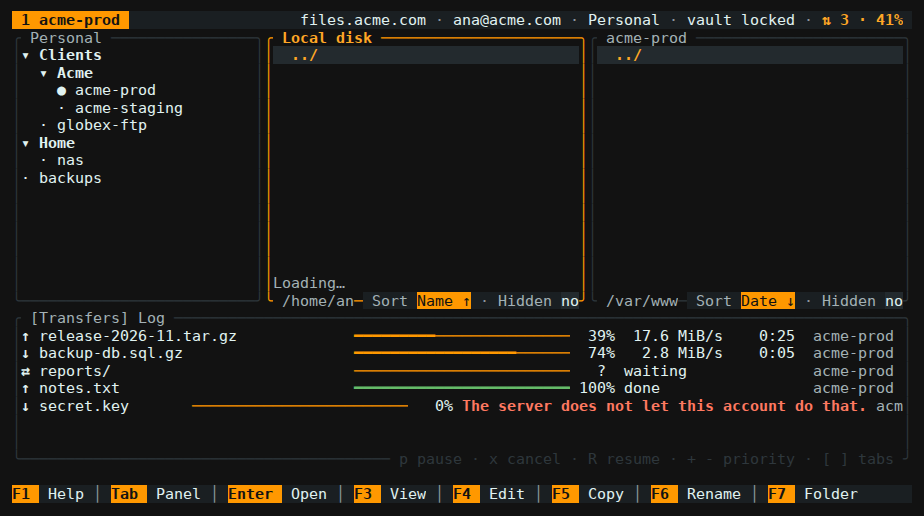 1 acme-prod files.acme.com · ana@acme.com · Personal · vault locked · ⇅ 3 · 41%
Personal
▾ Clients
▾ Acme
● acme-prod
· acme-staging
· globex-ftp
▾ Home
· nas
· backups
Local disk
../
Loading…
/home/an Sort Name ↑ · Hidden no
acme-prod
../
/var/www Sort Date ↓ · Hidden no
[Transfers] Log
↑ release-2026-11.tar.gz 39% 17.6 MiB/s 0:25 acme-prod
↓ backup-db.sql.gz 74% 2.8 MiB/s 0:05 acme-prod
⇄ reports/ ? waiting acme-prod
↑ notes.txt 100% done acme-prod
↓ secret.key 0% The server does not let this account do that. acm
p pause · x cancel · R resume · + - priority · [ ] tabs
F1 Help │ Tab Panel │ Enter Open │ F3 View │ F4 Edit │ F5 Copy │ F6 Rename │ F7 Folder